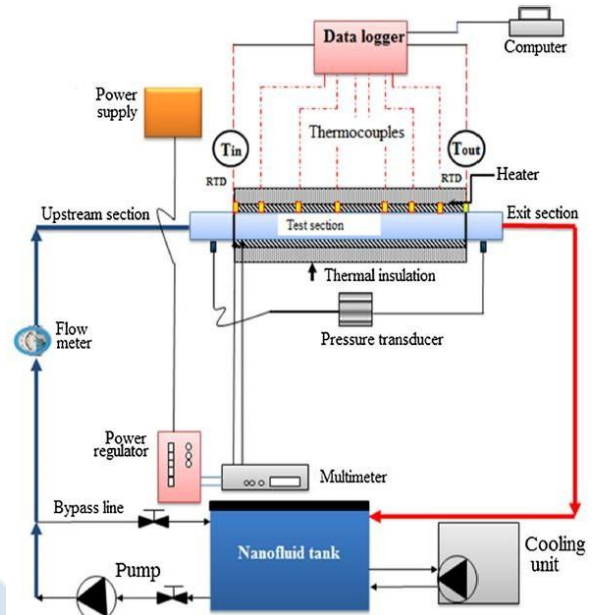 Data logger
Computer
Power
supply
Thermocouples
Tin
Tout
RTD
RTD
Heater
Upstream section
Exit section
Test section
Thermal insulation
Flow
meter
Pressure transducer
Power
regulator
Multimeter
Bypass line
Nanofluid tank
Cooling
unit
Pump